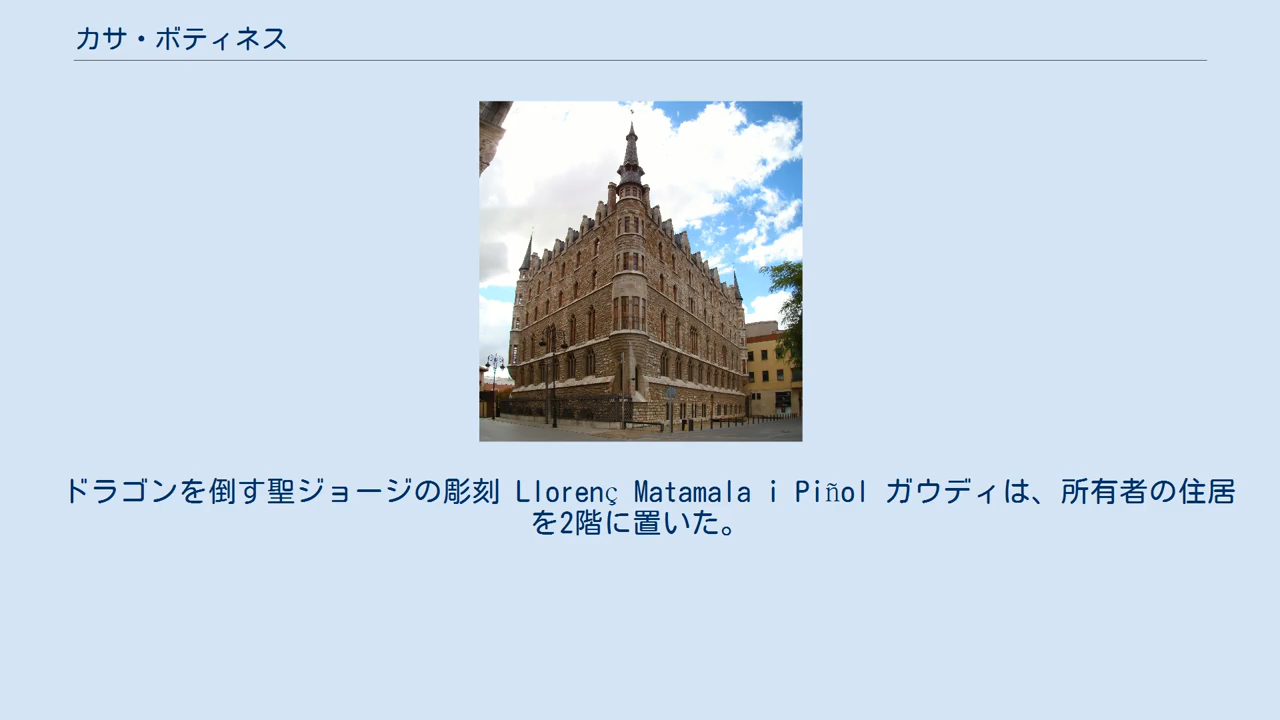 カサ・ボティネス
ドラゴンを倒す聖ジョージの彫刻 Llorenç Matamala i Piñol ガウディは、所有者の住居
を2階に置いた。